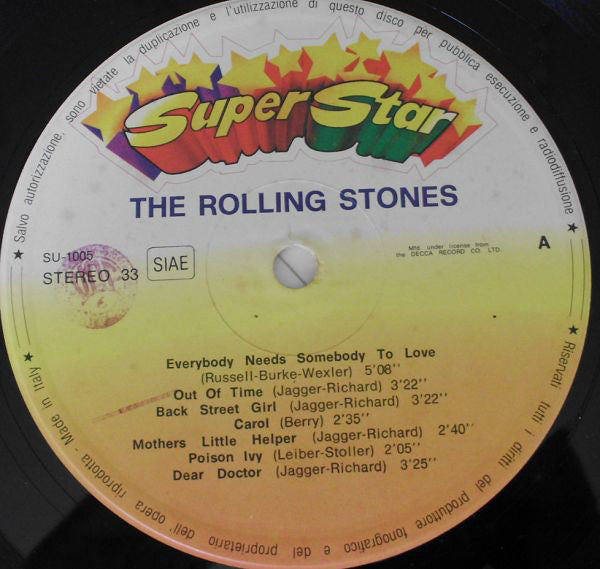 Salvo autorizzazione, sono vietate la duplicazione e l'utilizzazione di questo disco per pubblica esecuzione e radiodiffusione ★
Super Star
THE ROLLING STONES
SU-1005
STEREO 33
SIAE
Mfd. under license from
the DECCA RECORD CO. LTD.
A
Everybody Needs Somebody To Love
(Russell-Burke-Wexler) 5'08''
Out Of Time (Jagger-Richard) 3'22''
Back Street Girl (Jagger-Richard) 3'22''
Carol (Berry) 2'35''
Mothers Little Helper (Jagger-Richard) 2'40''
Poison Ivy (Leiber-Stoller) 2'05''
Dear Doctor (Jagger-Richard) 3'25''
★ Riservati tutti i diritti del produttore fonografico e del proprietario dell' opera riprodotta - Made in Italy ★